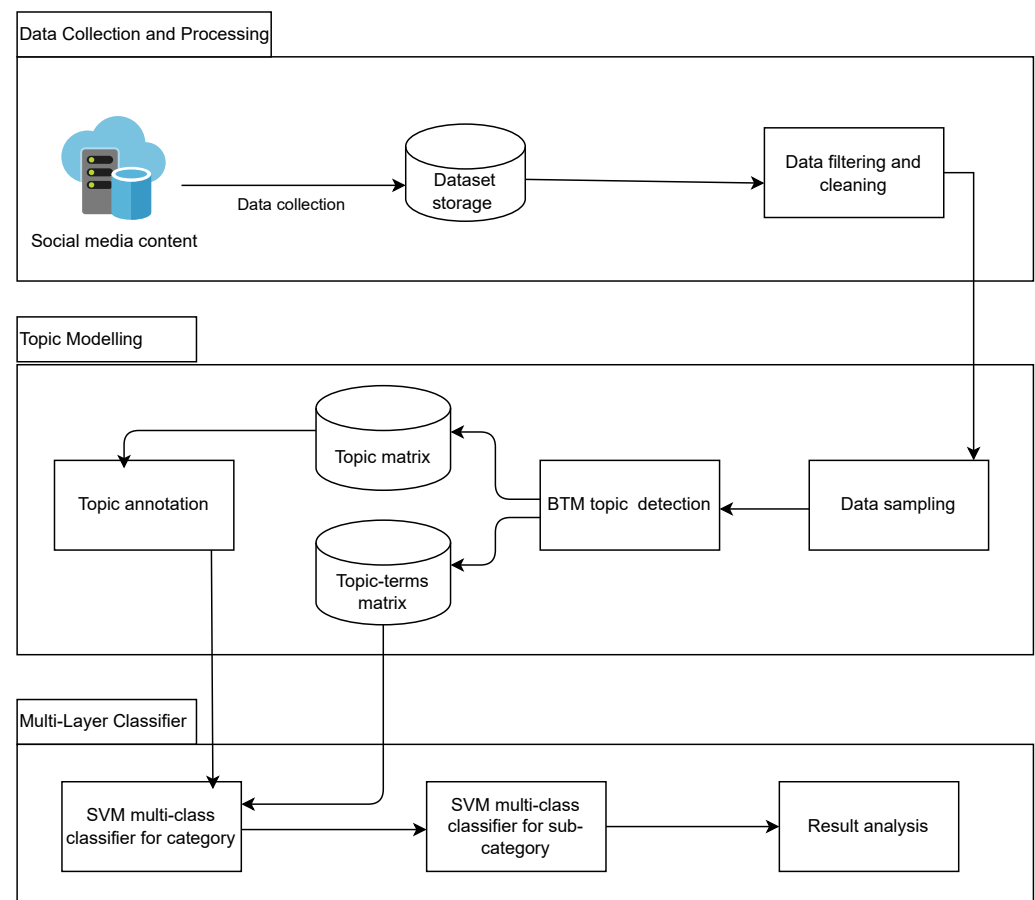 Data Collection and Processing
Data collection
Social media content
Dataset
storage
Data filtering and
cleaning
Topic Modelling
Topic matrix
Topic annotation
BTM topic  detection
Data sampling
Topic-terms
matrix
Multi-Layer Classifier
SVM multi-class
classifier for category
SVM multi-class
classifier for sub-
category
Result analysis